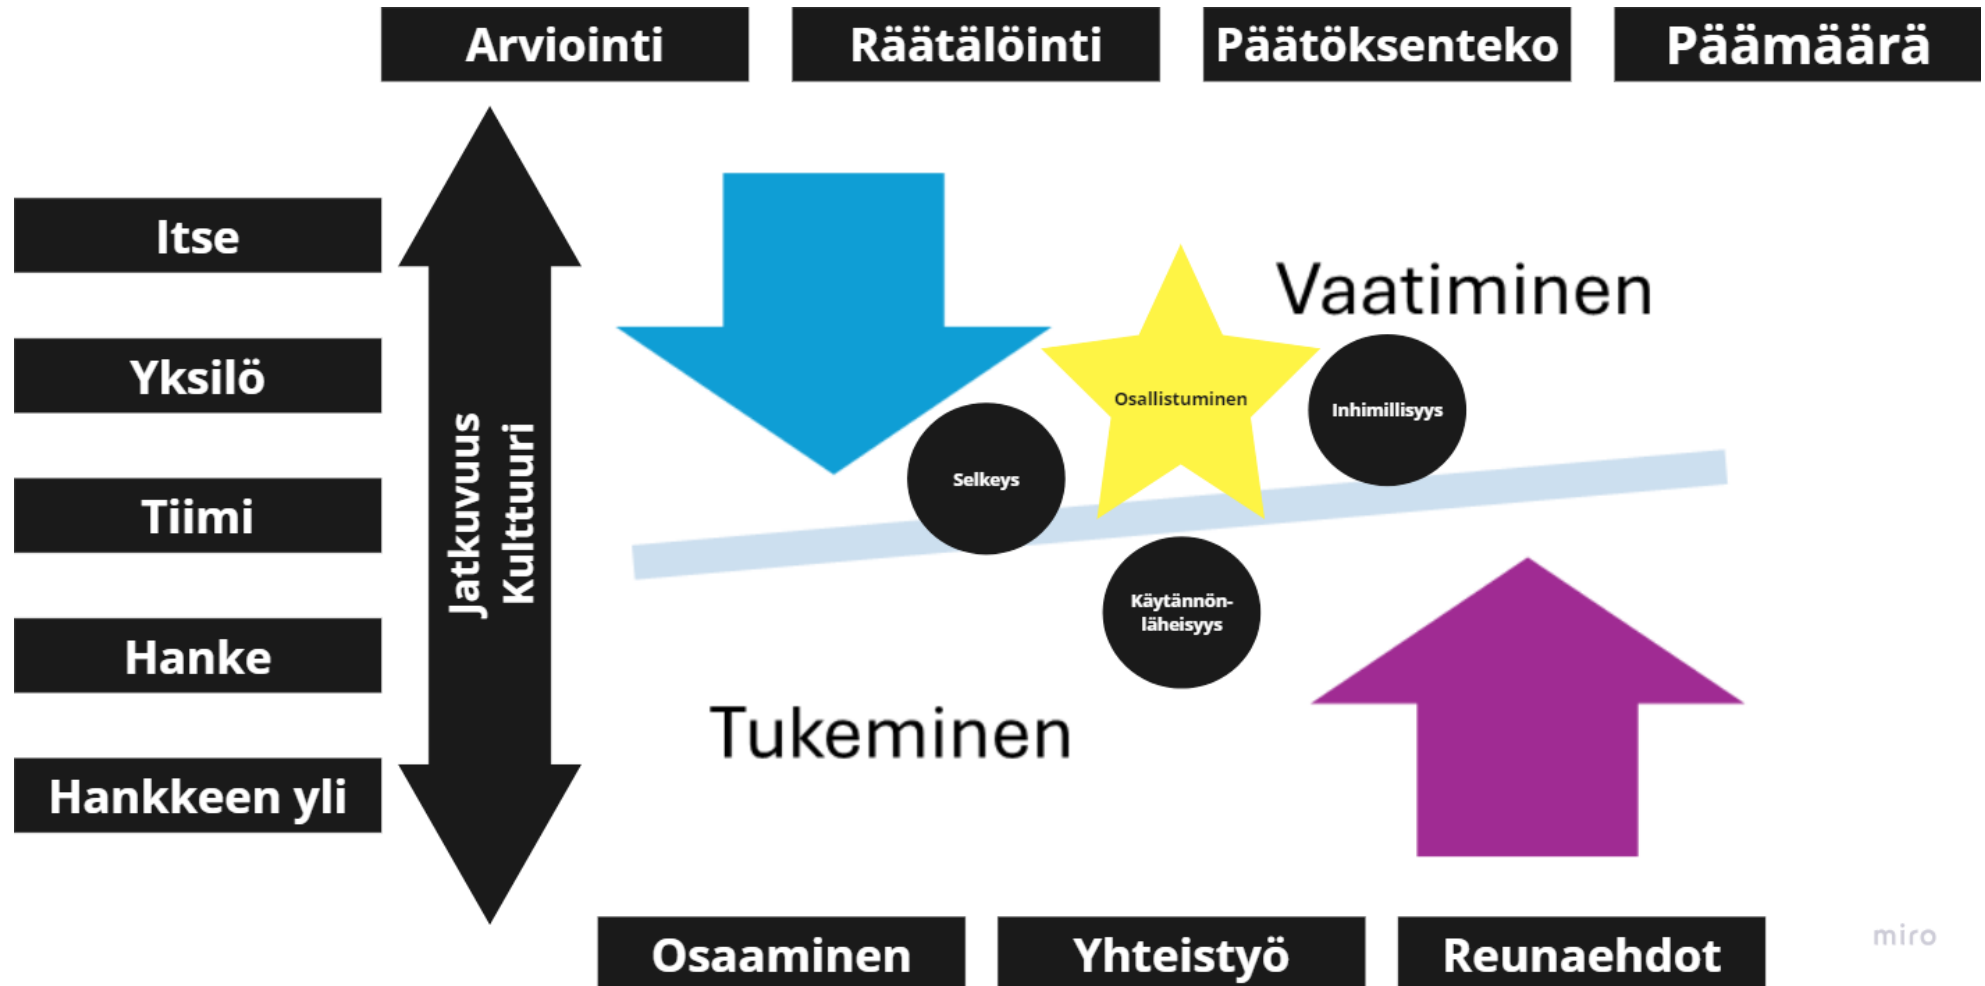 Arviointi
Räätälöinti
Päätöksenteko
Päämäärä
Itse
Yksilö
Tiimi
Hanke
Hankkeen yli
Jatkuvuus
Kulttuuri
Vaatiminen
Osallistuminen
Inhimillisyys
Selkeys
Käytännön-
läheisyys
Tukeminen
Osaaminen
Yhteistyö
Reunaehdot
miro